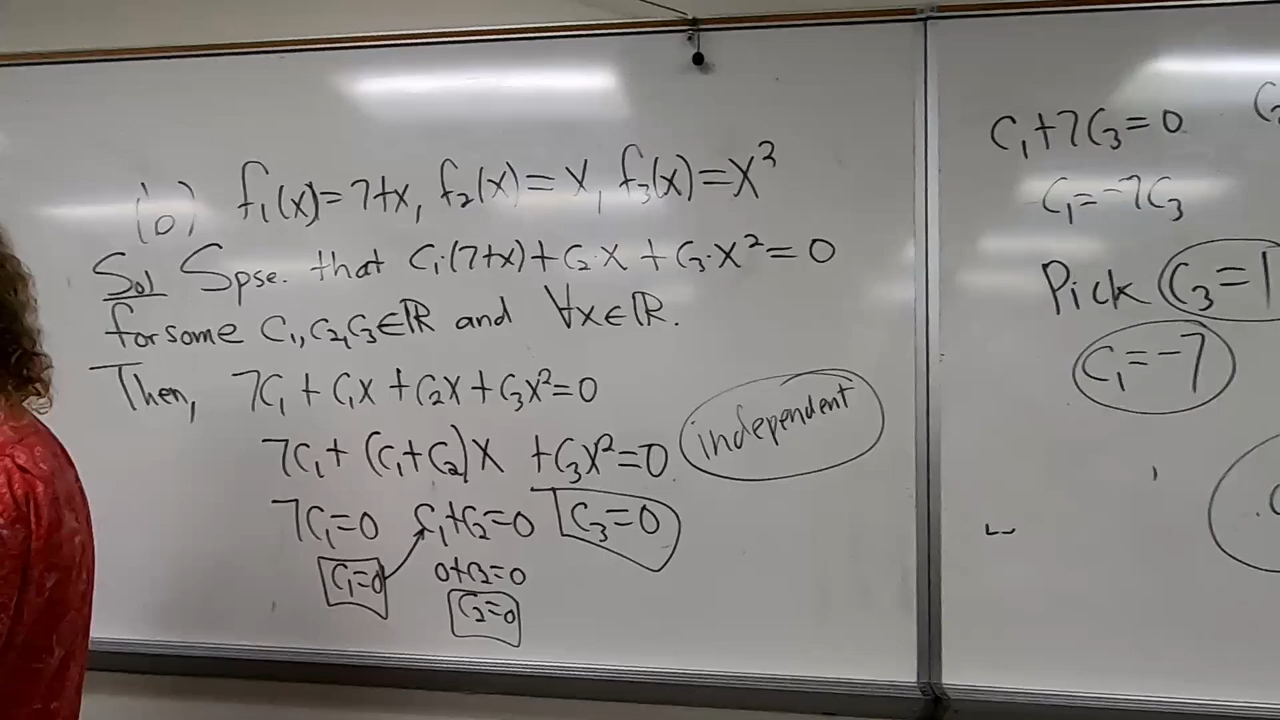 (b) f₁(x)=7+x, f₂(x)=x, f₃(x)=x²
Sol Spse. that C₁·(7+x)+C₂·x+C₃·x²=0
for some C₁,C₂,C₃∈ℝ and ∀x∈ℝ.
Then, 7C₁+C₁x+C₂x+C₃x²=0
7C₁+(C₁+C₂)x+C₃x²=0
independent
7C₁=0 C₁+C₂=0 C₃=0
C₁=0 0+C₂=0
C₂=0
C₁+7C₃=0
C₁=-7C₃
Pick C₃=1
C₁=-7